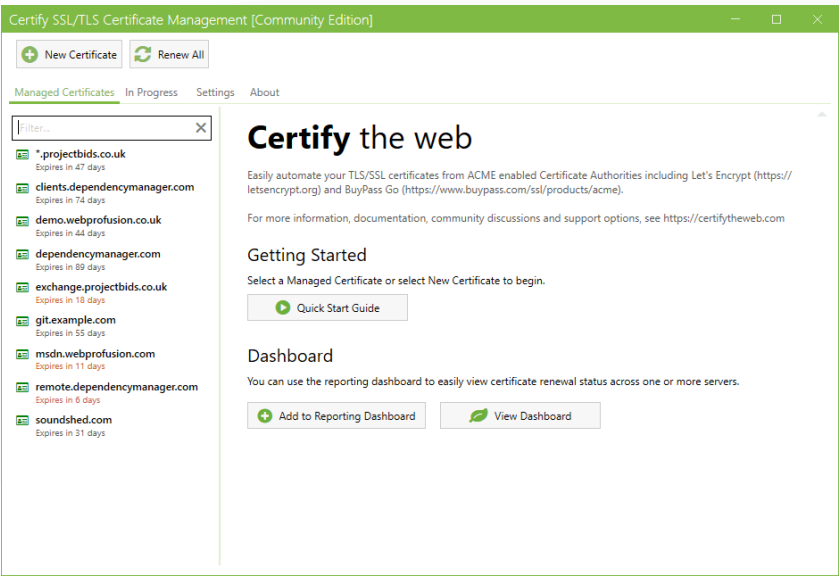 Certify SSL/TLS Certificate Management [Community Edition]
New Certificate
Renew All
Managed Certificates
In Progress
Settings
About
Filter...
*.projectbids.co.uk
Expires in 47 days
clients.dependencymanager.com
Expires in 74 days
demo.webprofusion.co.uk
Expires in 44 days
dependencymanager.com
Expires in 89 days
exchange.projectbids.co.uk
Expires in 18 days
git.example.com
Expires in 55 days
msdn.webprofusion.com
Expires in 11 days
remote.dependencymanager.com
Expires in 6 days
soundshed.com
Expires in 31 days
Certify the web
Easily automate your TLS/SSL certificates from ACME enabled Certificate Authorities including Let's Encrypt (https://
letsencrypt.org) and BuyPass Go (https://www.buypass.com/ssl/products/acme).
For more information, documentation, community discussions and support options, see https://certifytheweb.com
Getting Started
Select a Managed Certificate or select New Certificate to begin.
Quick Start Guide
Dashboard
You can use the reporting dashboard to easily view certificate renewal status across one or more servers.
Add to Reporting Dashboard
View Dashboard